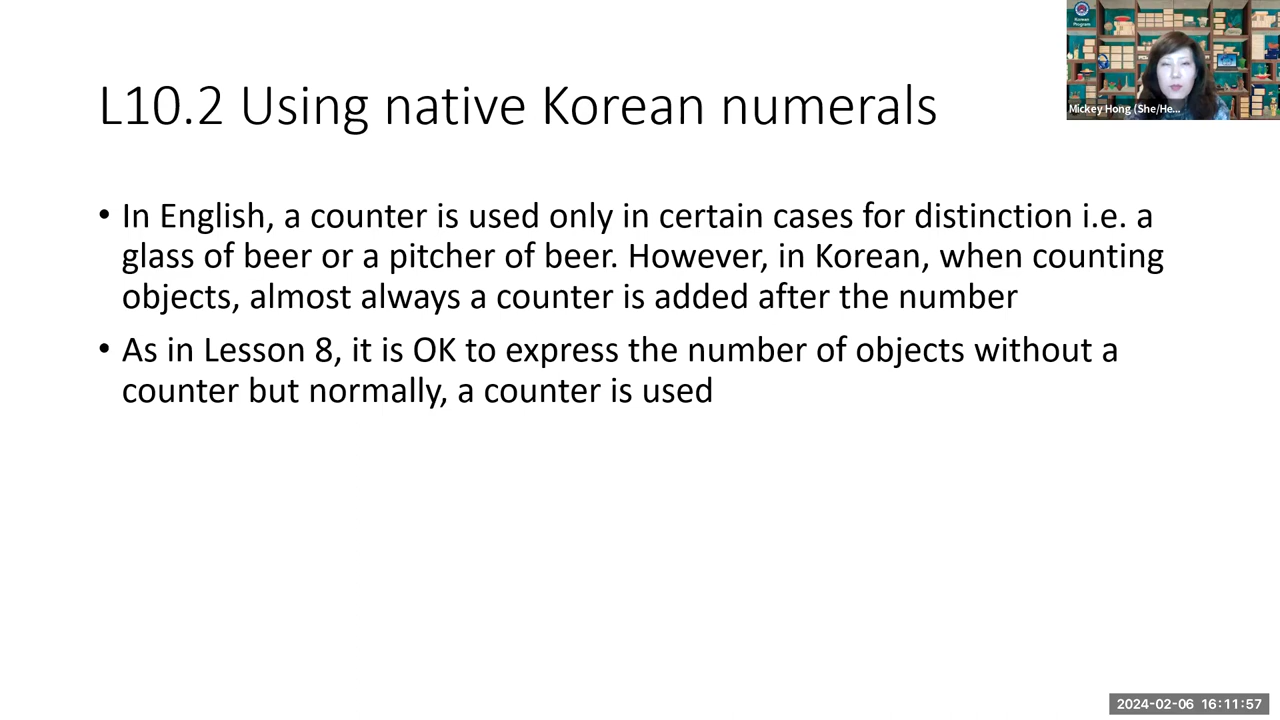 Korean
Program
Mickey Hong (She/He...
L10.2 Using native Korean numerals
• In English, a counter is used only in certain cases for distinction i.e. a
glass of beer or a pitcher of beer. However, in Korean, when counting
objects, almost always a counter is added after the number
• As in Lesson 8, it is OK to express the number of objects without a
counter but normally, a counter is used
2024-02-06 16:11:57